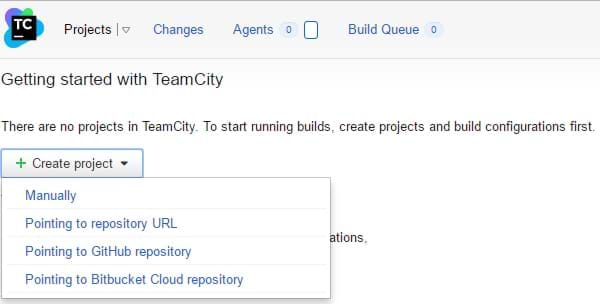 TC
Projects Changes Agents 0 Build Queue 0
Getting started with TeamCity
There are no projects in TeamCity. To start running builds, create projects and build configurations first.
+ Create project
Manually
Pointing to repository URL
Pointing to GitHub repository
ations,
Pointing to Bitbucket Cloud repository